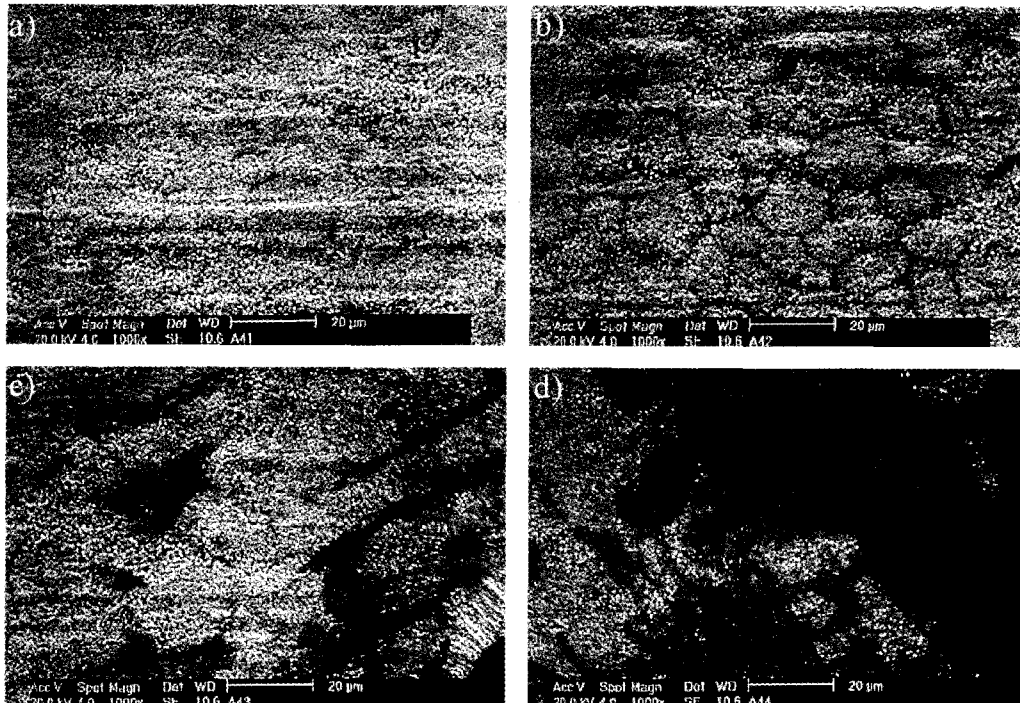 a)
Acc.V Spot Magn Det WD 20 µm
20.0 kV 4.0 1000x SE 10.6 A41
b)
Acc.V Spot Magn Det WD 20 µm
20.0 kV 4.0 1000x SE 10.6 A42
e)
Acc.V Spot Magn Det WD 20 µm
20.0 kV 4.0 1000x SE 10.6 A43
d)
Acc.V Spot Magn Det WD 20 µm
20.0 kV 4.0 1000x SE 10.6 A44